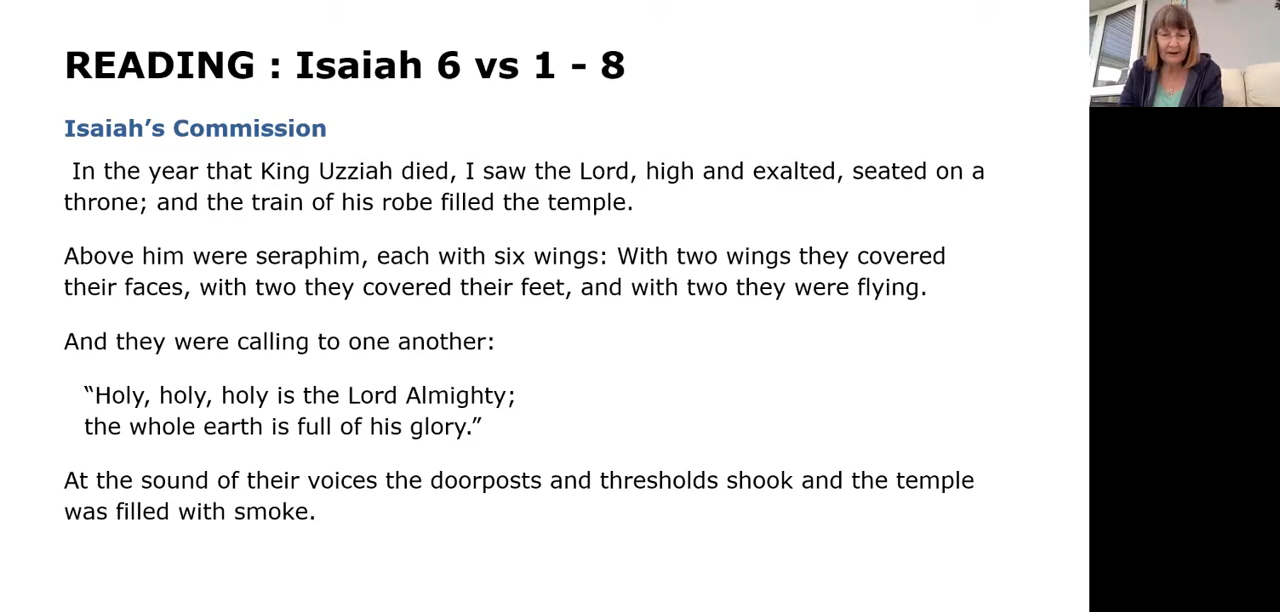 READING : Isaiah 6 vs 1 - 8
Isaiah’s Commission
In the year that King Uzziah died, I saw the Lord, high and exalted, seated on a
throne; and the train of his robe filled the temple.
Above him were seraphim, each with six wings: With two wings they covered
their faces, with two they covered their feet, and with two they were flying.
And they were calling to one another:
“Holy, holy, holy is the Lord Almighty;
the whole earth is full of his glory.”
At the sound of their voices the doorposts and thresholds shook and the temple
was filled with smoke.